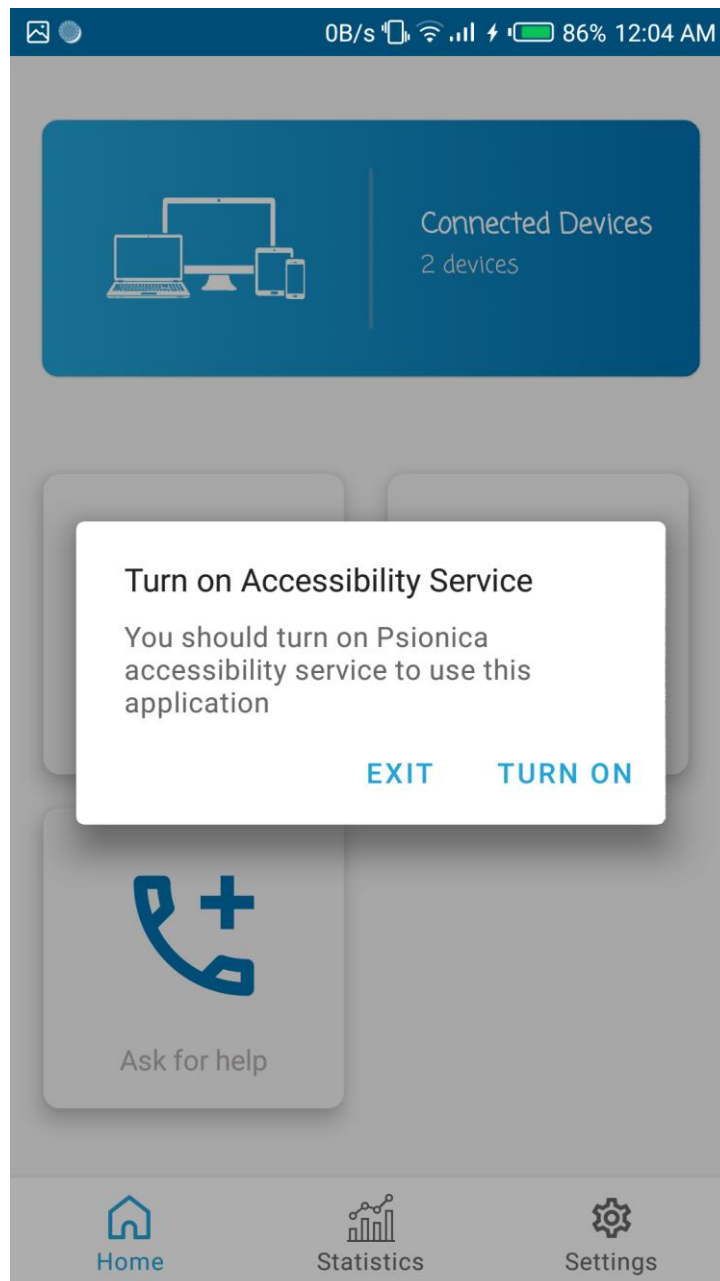 0B/s 86% 12:04 AM
Connected Devices
2 devices
Turn on Accessibility Service
You should turn on Psionica
accessibility service to use this
application
EXIT TURN ON
Ask for help
Home Statistics Settings